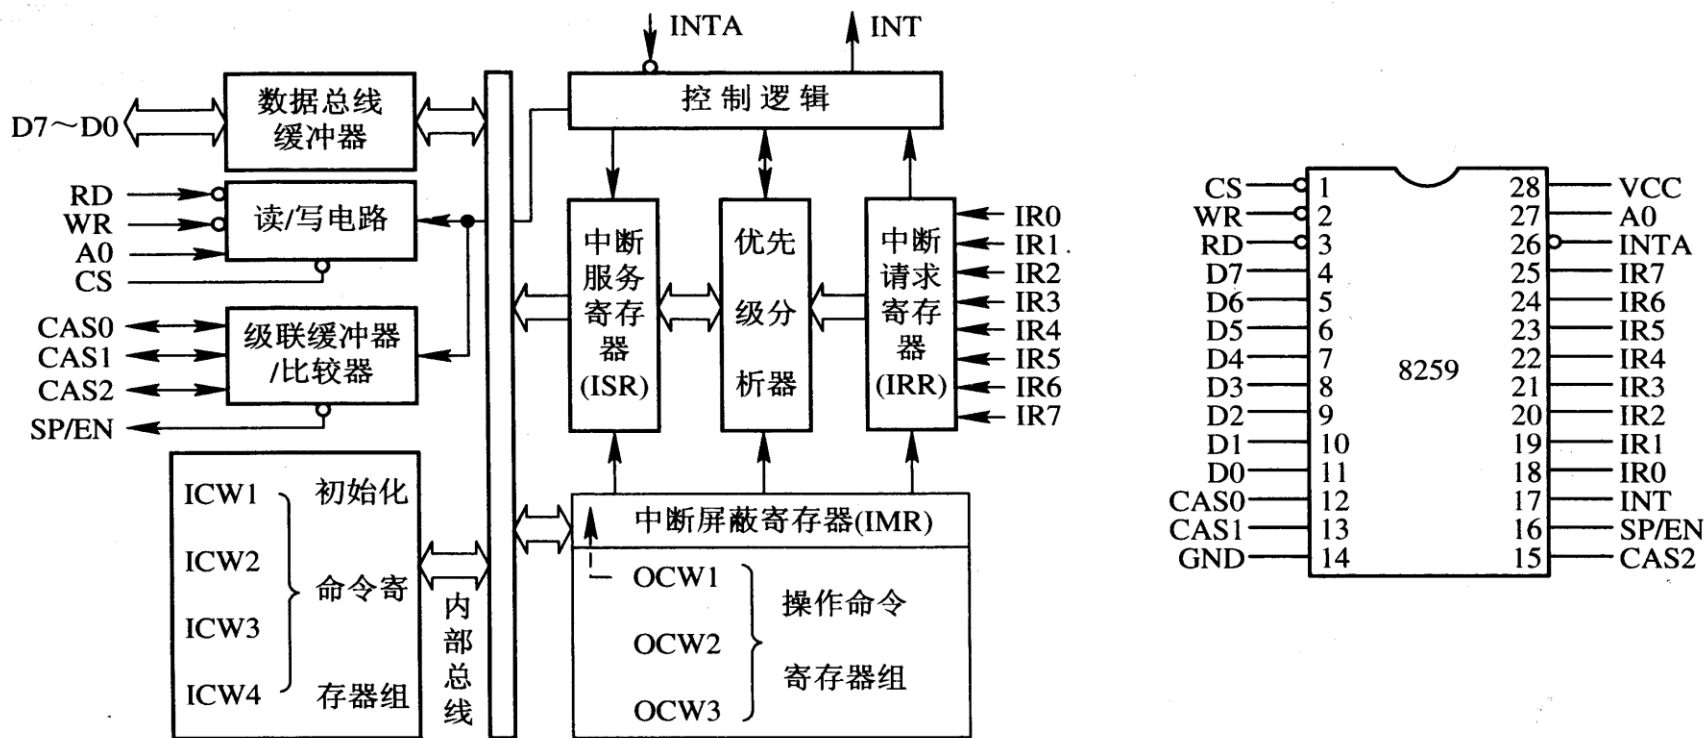 INTA
INT
数据总线
缓冲器
控制逻辑
D7～D0
RD
WR
A0
CS
读/写电路
CAS0
CAS1
CAS2
SP/EN
级联缓冲器
/比较器
中断
服务
寄存
器
(ISR)
优先
级分
析器
中断
请求
寄存
器
(IRR)
IR0
IR1
IR2
IR3
IR4
IR5
IR6
IR7
ICW1
ICW2
ICW3
ICW4
初始化
命令寄
存器组
内
部
总
线
中断屏蔽寄存器(IMR)
OCW1
OCW2
OCW3
操作命令
寄存器组
CS 1 28 VCC
WR 2 27 A0
RD 3 26 INTA
D7 4 25 IR7
D6 5 24 IR6
D5 6 23 IR5
D4 7 22 IR4
D3 8 21 IR3
D2 9 20 IR2
D1 10 19 IR1
D0 11 18 IR0
CAS0 12 17 INT
CAS1 13 16 SP/EN
GND 14 15 CAS2
8259